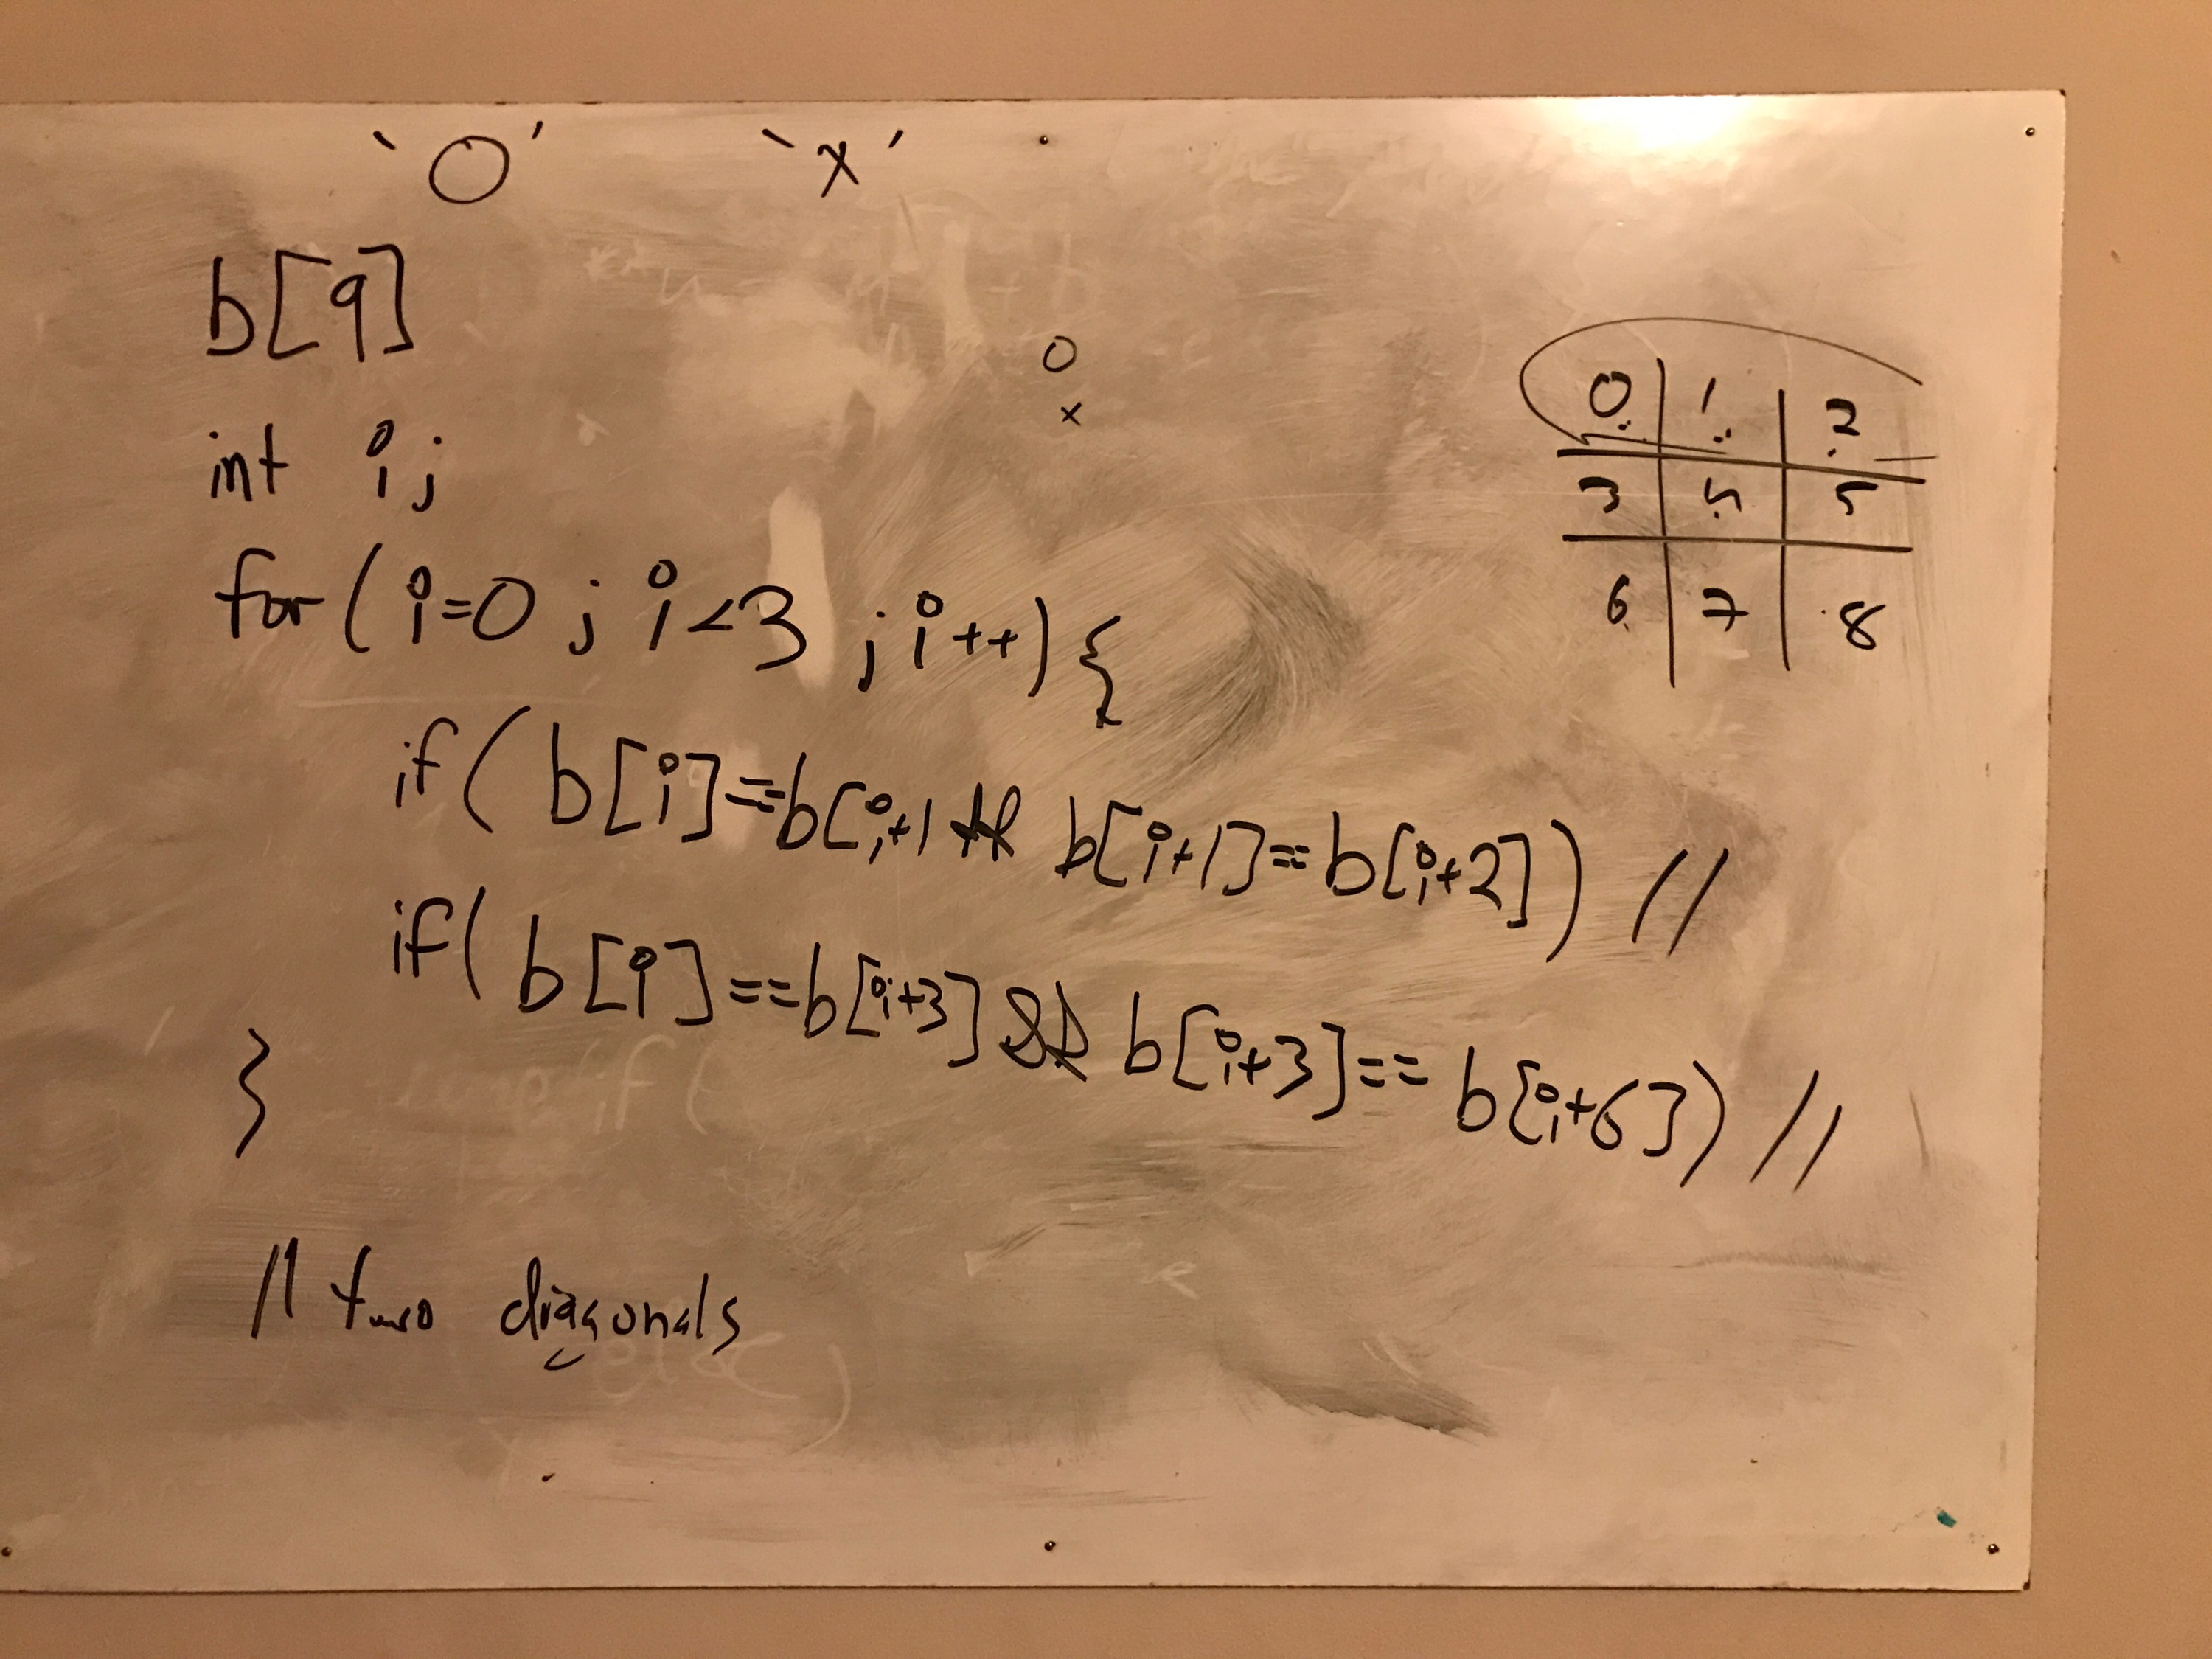 'O' 'x'
b[9]
int i;
O
x
for(i=0; i<3; i++){
if(b[i]==b[i+1 && b[i+1]==b[i+2]) //
if(b[i]==b[i+3] && b[i+3]==b[i+6]) //
}
// two diagonals
0 1 2
3 4 5
6 7 8